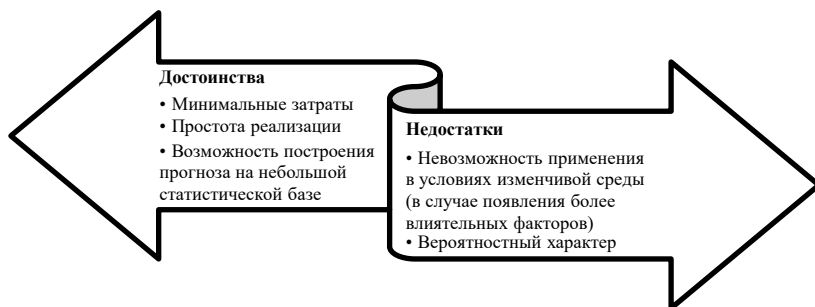 Достоинства
• Минимальные затраты
• Простота реализации
• Возможность построения
прогноза на небольшой
статистической базе
Недостатки
• Невозможность применения
в условиях изменчивой среды
(в случае появления более
влиятельных факторов)
• Вероятностный характер